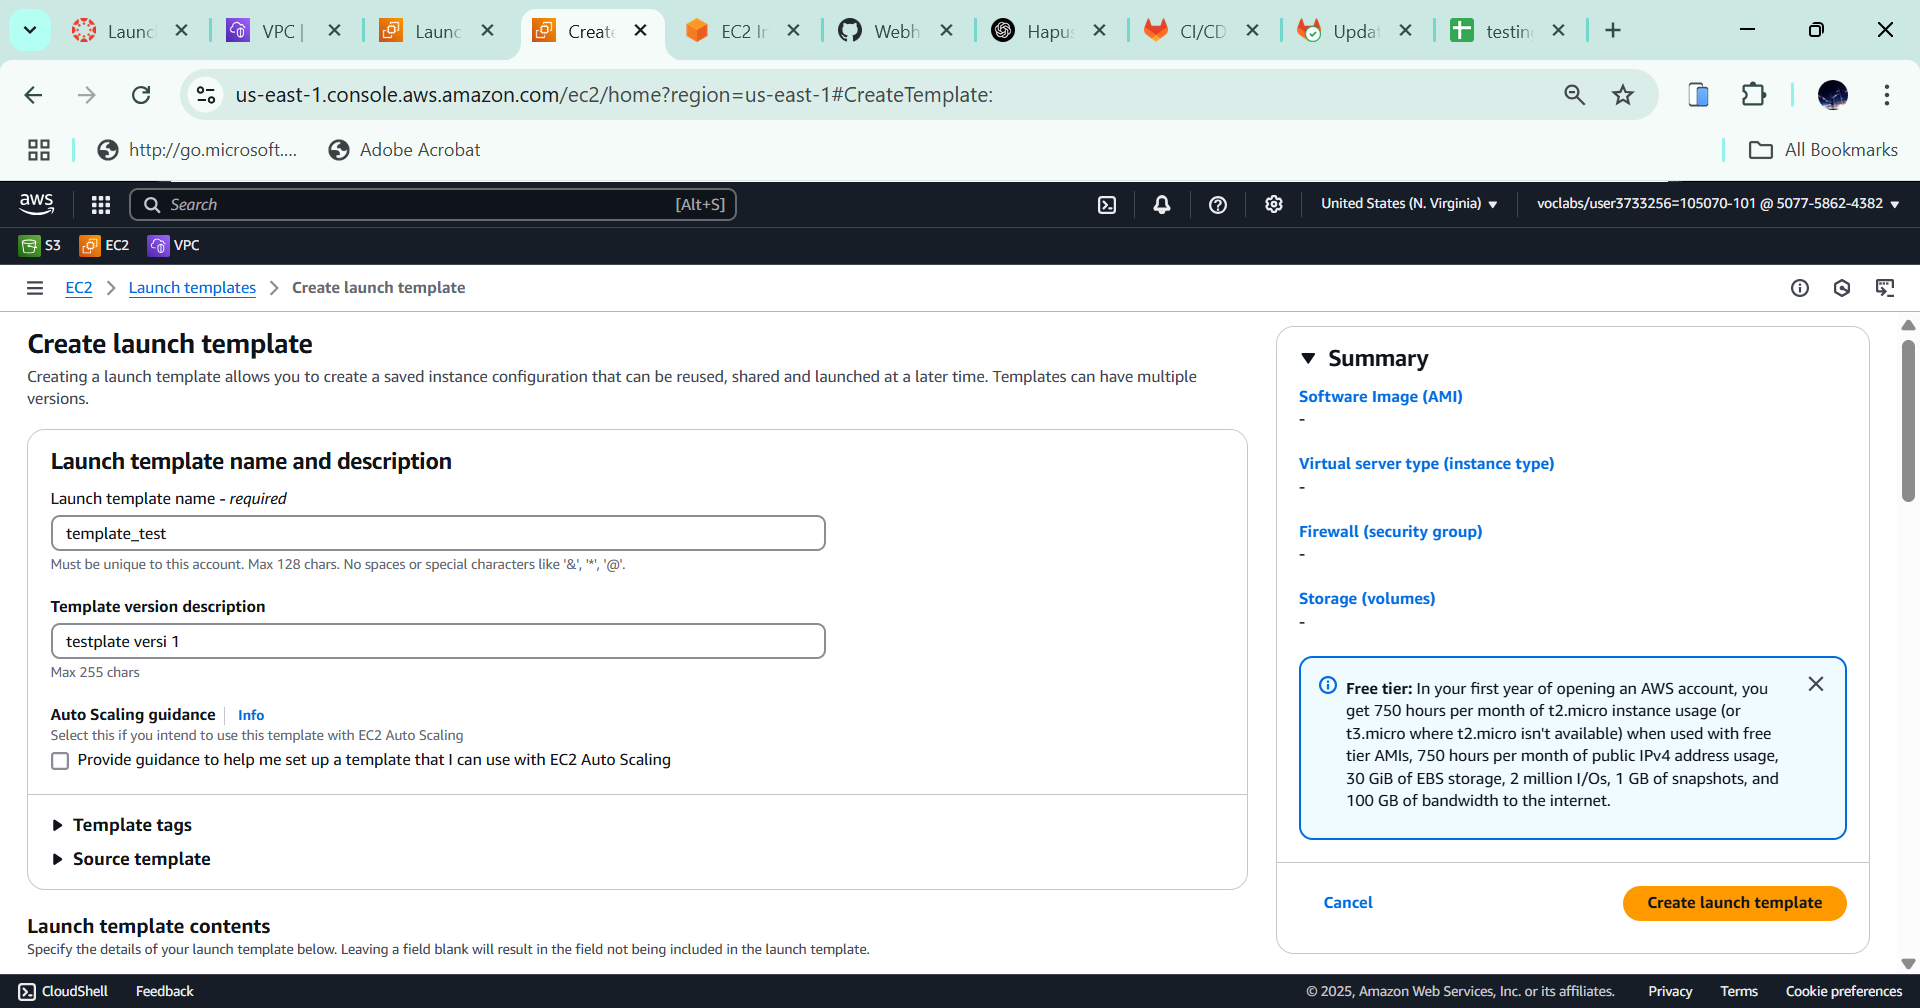 Launc
VPC |
Launc
Create
EC2 In
Webh
Hapus
CI/CD
Updat
testing
us-east-1.console.aws.amazon.com/ec2/home?region=us-east-1#CreateTemplate:
http://go.microsoft....
Adobe Acrobat
All Bookmarks
aws
Search
[Alt+S]
United States (N. Virginia)
voclabs/user3733256=105070-101 @ 5077-5862-4382
S3
EC2
VPC
EC2
Launch templates
Create launch template
Create launch template
Creating a launch template allows you to create a saved instance configuration that can be reused, shared and launched at a later time. Templates can have multiple
versions.
Launch template name and description
Launch template name - required
template_test
Must be unique to this account. Max 128 chars. No spaces or special characters like '&', '*', '@'.
Template version description
testplate versi 1
Max 255 chars
Auto Scaling guidance
Info
Select this if you intend to use this template with EC2 Auto Scaling
Provide guidance to help me set up a template that I can use with EC2 Auto Scaling
Template tags
Source template
Launch template contents
Specify the details of your launch template below. Leaving a field blank will result in the field not being included in the launch template.
Summary
Software Image (AMI)
-
Virtual server type (instance type)
-
Firewall (security group)
-
Storage (volumes)
-
Free tier: In your first year of opening an AWS account, you
get 750 hours per month of t2.micro instance usage (or
t3.micro where t2.micro isn't available) when used with free
tier AMIs, 750 hours per month of public IPv4 address usage,
30 GiB of EBS storage, 2 million I/Os, 1 GB of snapshots, and
100 GB of bandwidth to the internet.
Cancel
Create launch template
CloudShell
Feedback
© 2025, Amazon Web Services, Inc. or its affiliates.
Privacy
Terms
Cookie preferences